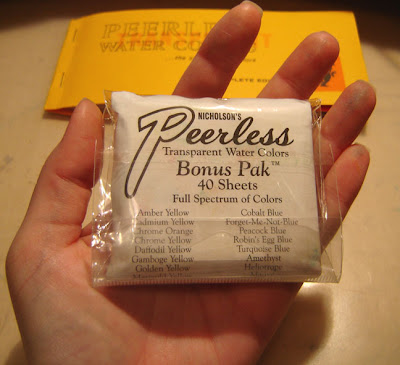 PEERLESS
WATER COLORS
COMPLETE
NICHOLSON'S
Peerless
Transparent Water Colors
Bonus Pak™
40 Sheets
Full Spectrum of Colors
Amber Yellow
Cadmium Yellow
Chrome Orange
Chrome Yellow
Daffodil Yellow
Gamboge Yellow
Golden Yellow
Cobalt Blue
Forget-Me-Not-Blue
Peacock Blue
Robin's Egg Blue
Turquoise Blue
Amethyst
Heliotrope